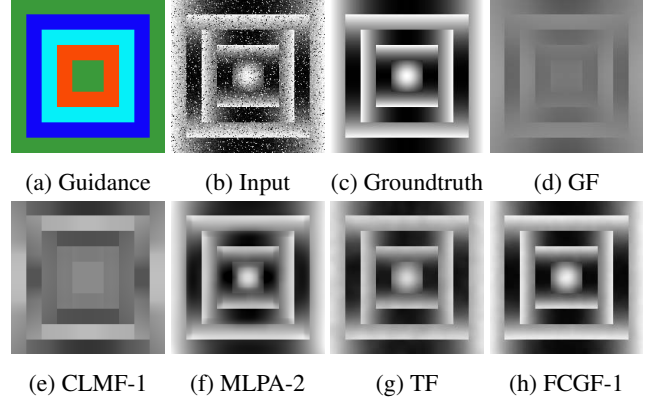 (a) Guidance (b) Input (c) Groundtruth (d) GF
(e) CLMF-1 (f) MLPA-2 (g) TF (h) FCGF-1